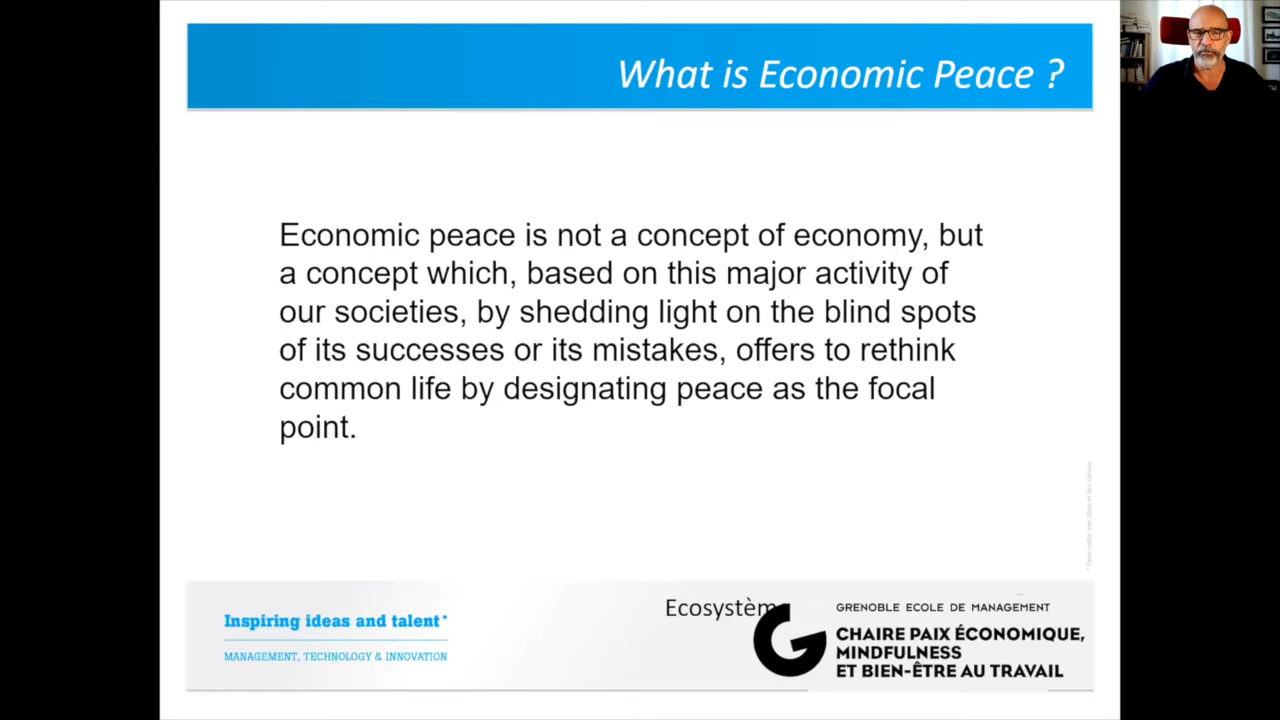 What is Economic Peace ?
Economic peace is not a concept of economy, but
a concept which, based on this major activity of
our societies, by shedding light on the blind spots
of its successes or its mistakes, offers to rethink
common life by designating peace as the focal
point.
Inspiring ideas and talent*
MANAGEMENT, TECHNOLOGY & INNOVATION
Ecosystème
GRENOBLE ECOLE DE MANAGEMENT
CHAIRE PAIX ÉCONOMIQUE,
MINDFULNESS
ET BIEN-ÊTRE AU TRAVAIL